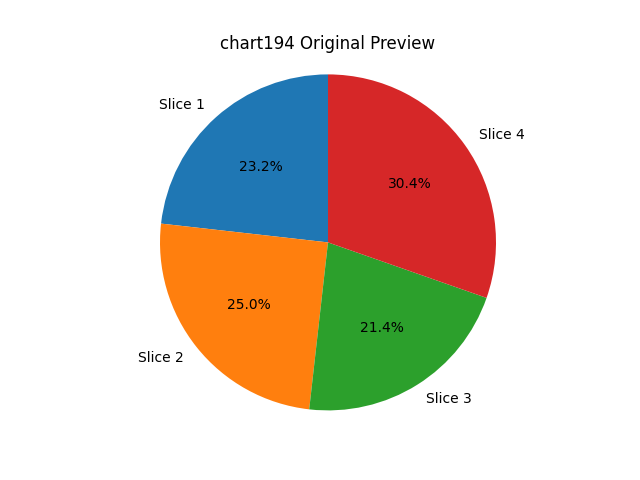 chart194 Original Preview
Slice 1
Slice 4
23.2%
30.4%
25.0%
21.4%
Slice 2
Slice 3